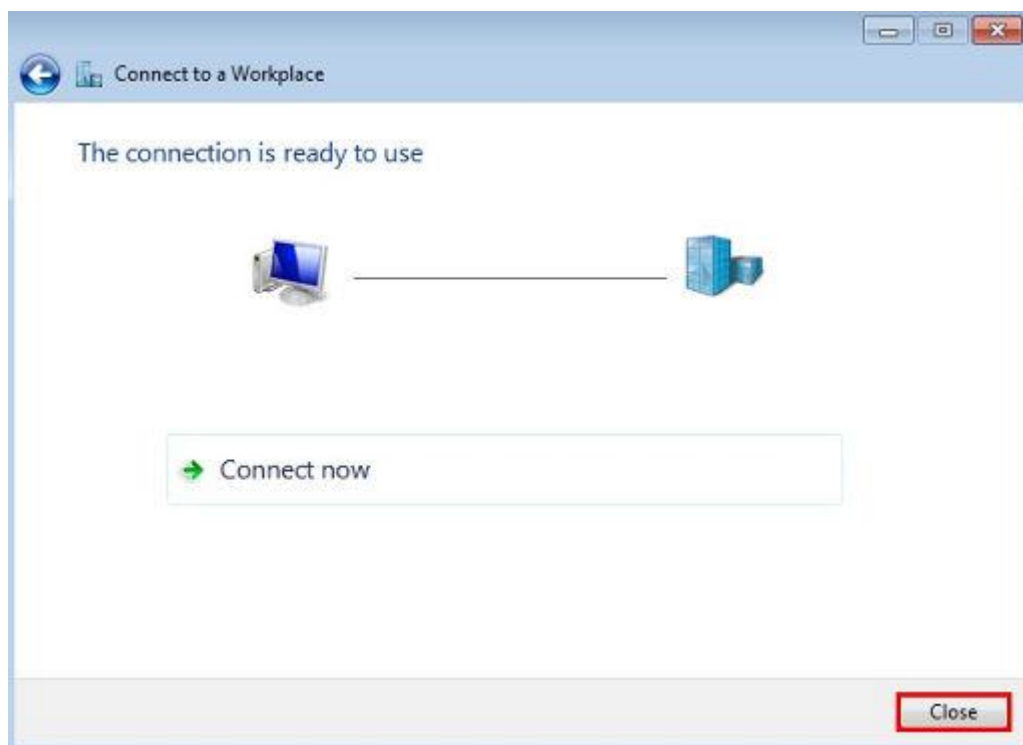 Connect to a Workplace
The connection is ready to use
Connect now
Close